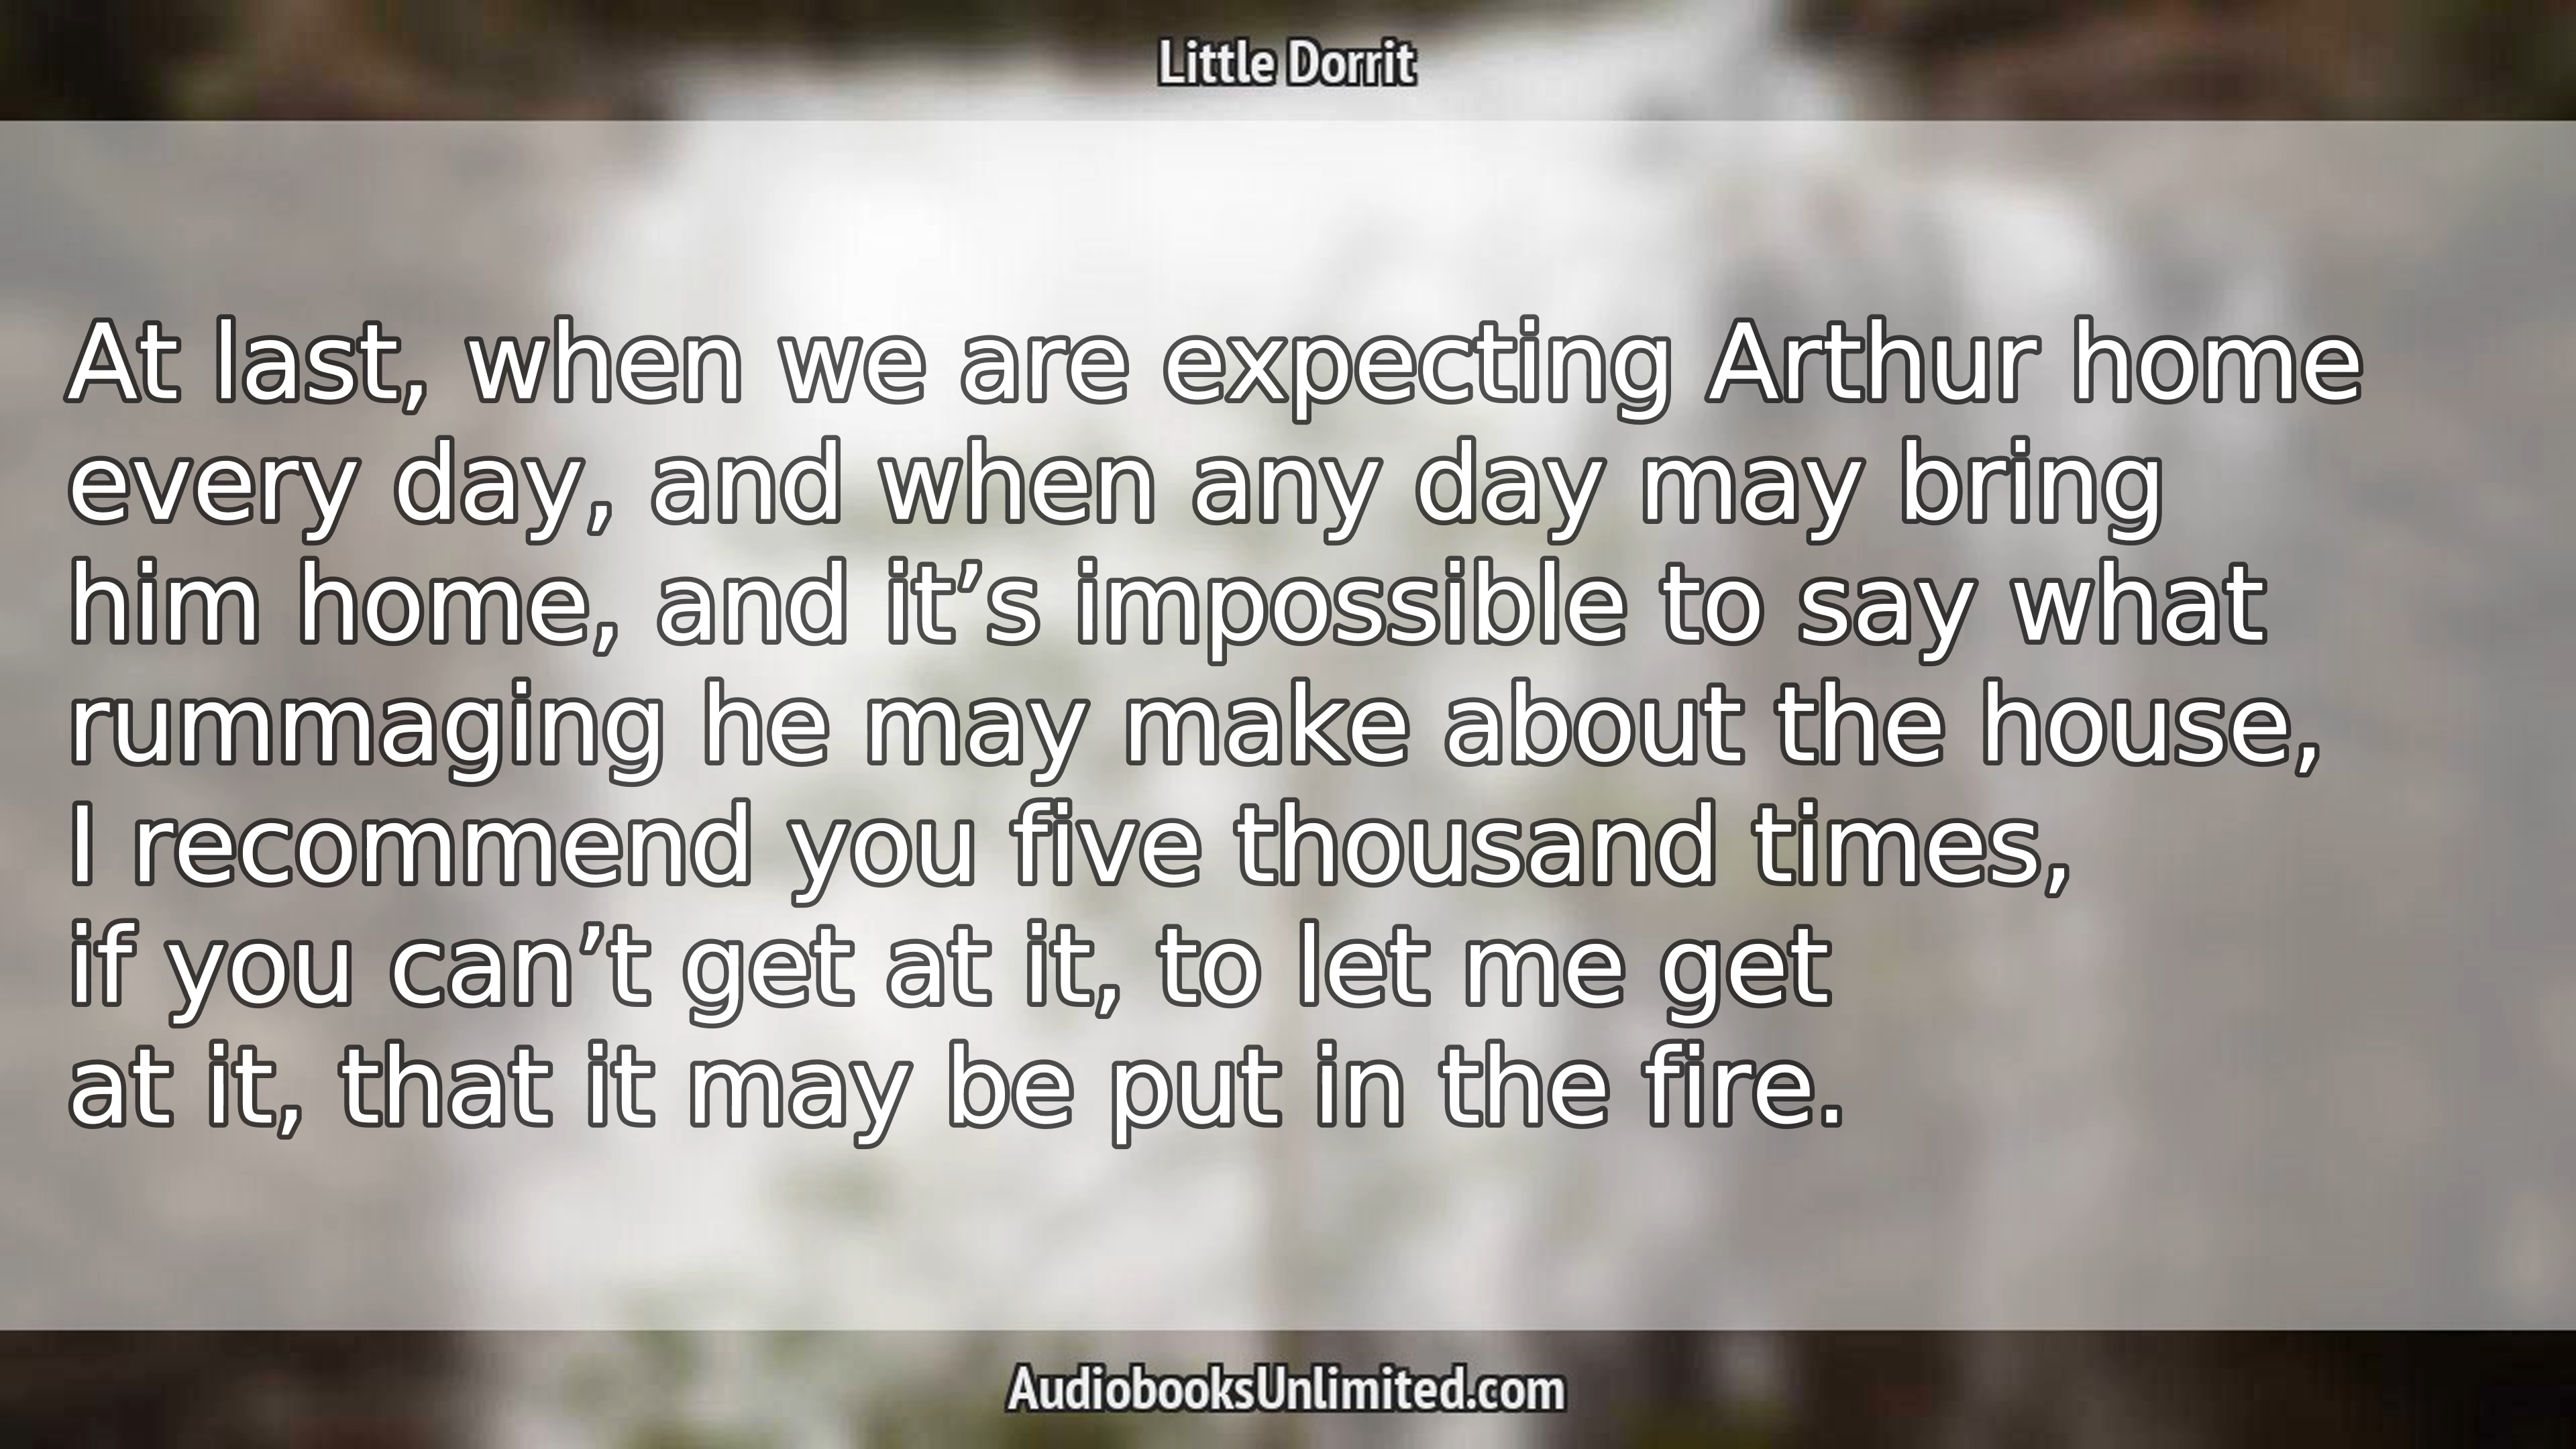 Little Dorrit
At last, when we are expecting Arthur home
every day, and when any day may bring
him home, and it’s impossible to say what
rummaging he may make about the house,
I recommend you five thousand times,
if you can’t get at it, to let me get
at it, that it may be put in the fire.
AudiobooksUnlimited.com